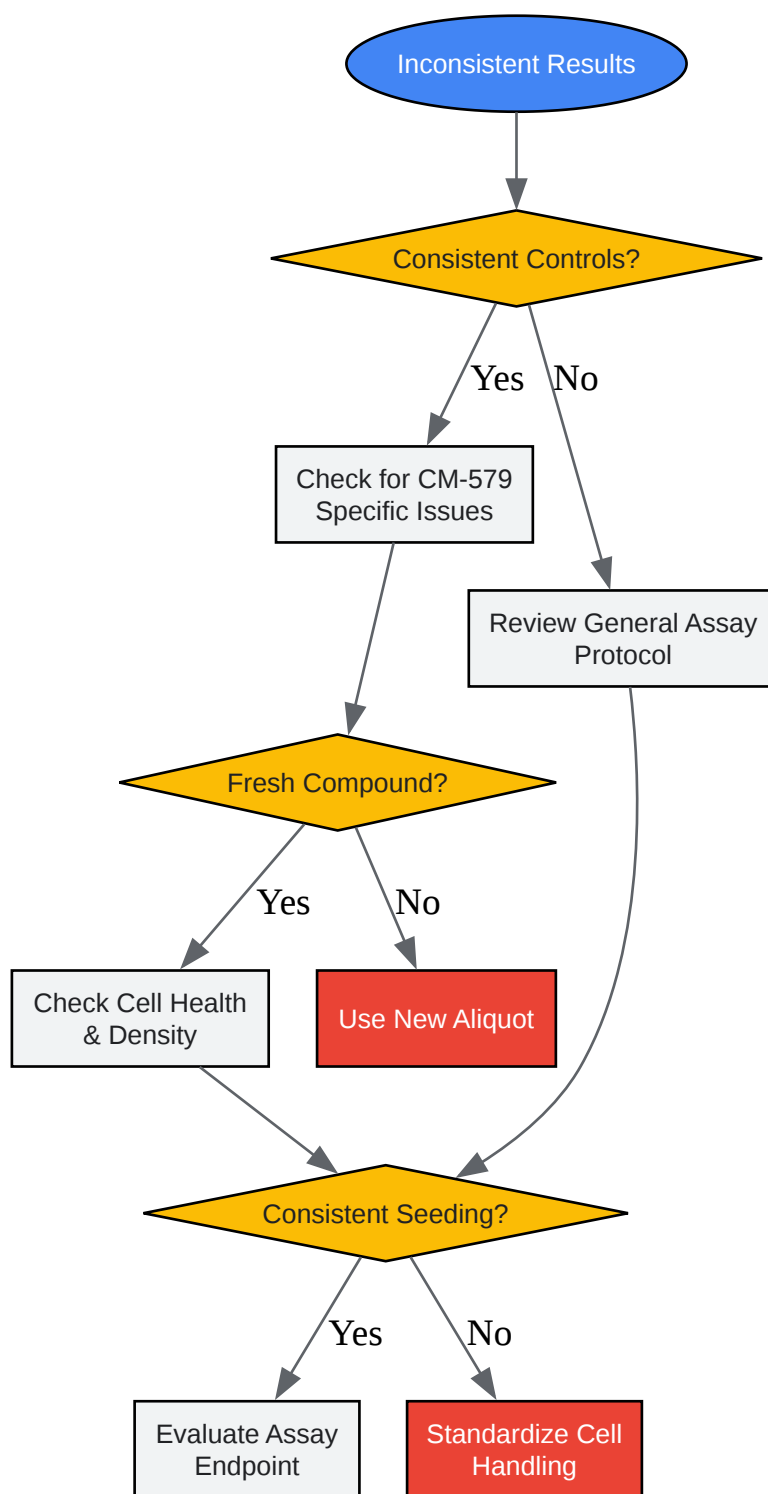 Inconsistent Results
Consistent Controls?
Yes
No
Check for CM-579
Specific Issues
Review General Assay
Protocol
Fresh Compound?
Yes
No
Check Cell Health
& Density
Use New Aliquot
Consistent Seeding?
Yes
No
Evaluate Assay
Endpoint
Standardize Cell
Handling